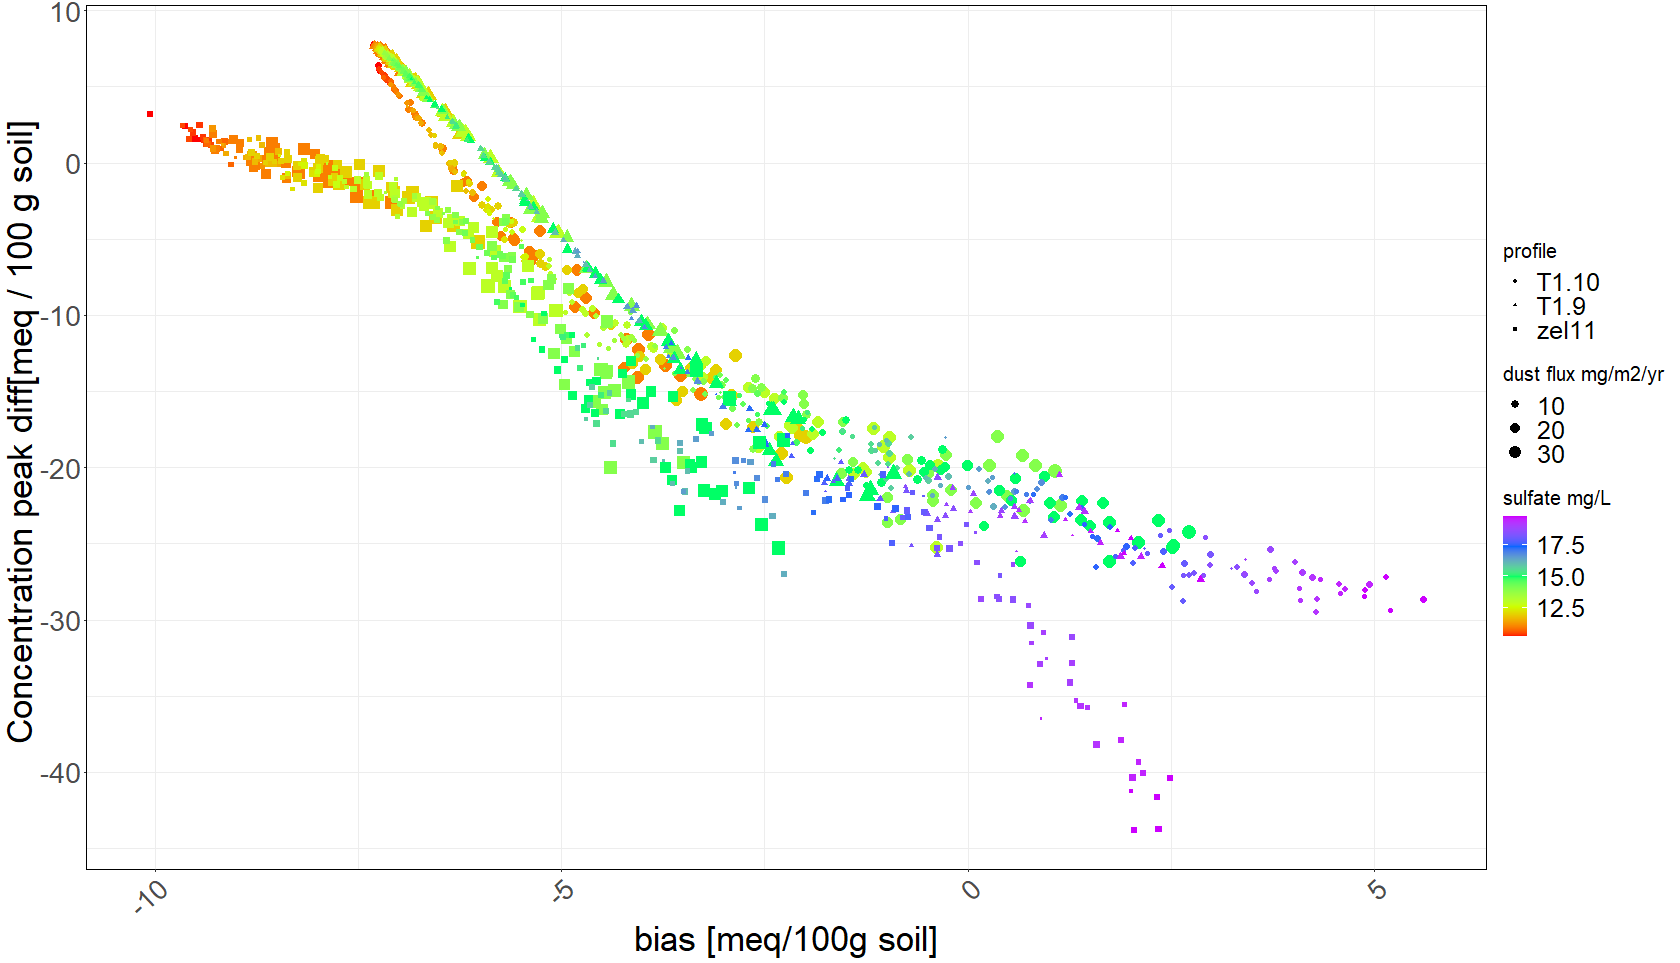 Concentration peak diff[meq / 100 g soil]
10
0
-10
-20
-30
-40
-10
-5
0
5
bias [meq/100g soil]
profile
T1.10
T1.9
zel11
dust flux mg/m2/yr
10
20
30
sulfate mg/L
17.5
15.0
12.5